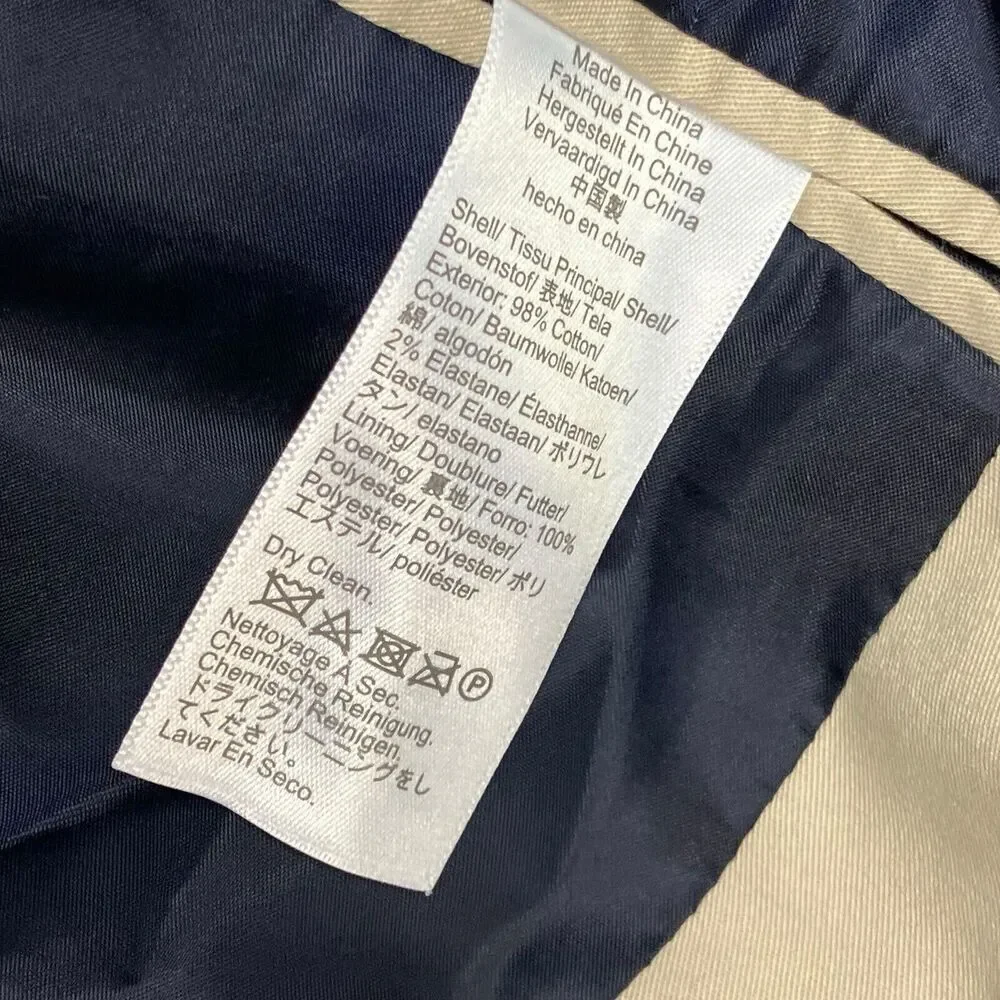 Made In China
Fabriqué En Chine
Hergestellt In China
Vervaardigd In China
中国製
hecho en china
Shell/ Tissu Principal/ Shell/
Bovenstof/ 表地/ Tela
Exterior: 98% Cotton/
Coton/ Baumwolle/ Katoen/
綿/ algodón
2% Elastane/ Élasthanne/
Elastan/ Elastaan/ ポリウレ
タン/ elastano
Lining/ Doublure/ Futter/
Voering/ 裏地/ Forro: 100%
Polyester/ Polyester/
Polyester/ Polyester/ ポリ
エステル/ poliéster
Dry Clean.
P
Nettoyage A Sec.
Chemische Reinigung.
Chemisch Reinigen.
ドライクリーニングをし
てください。
Lavar En Seco.